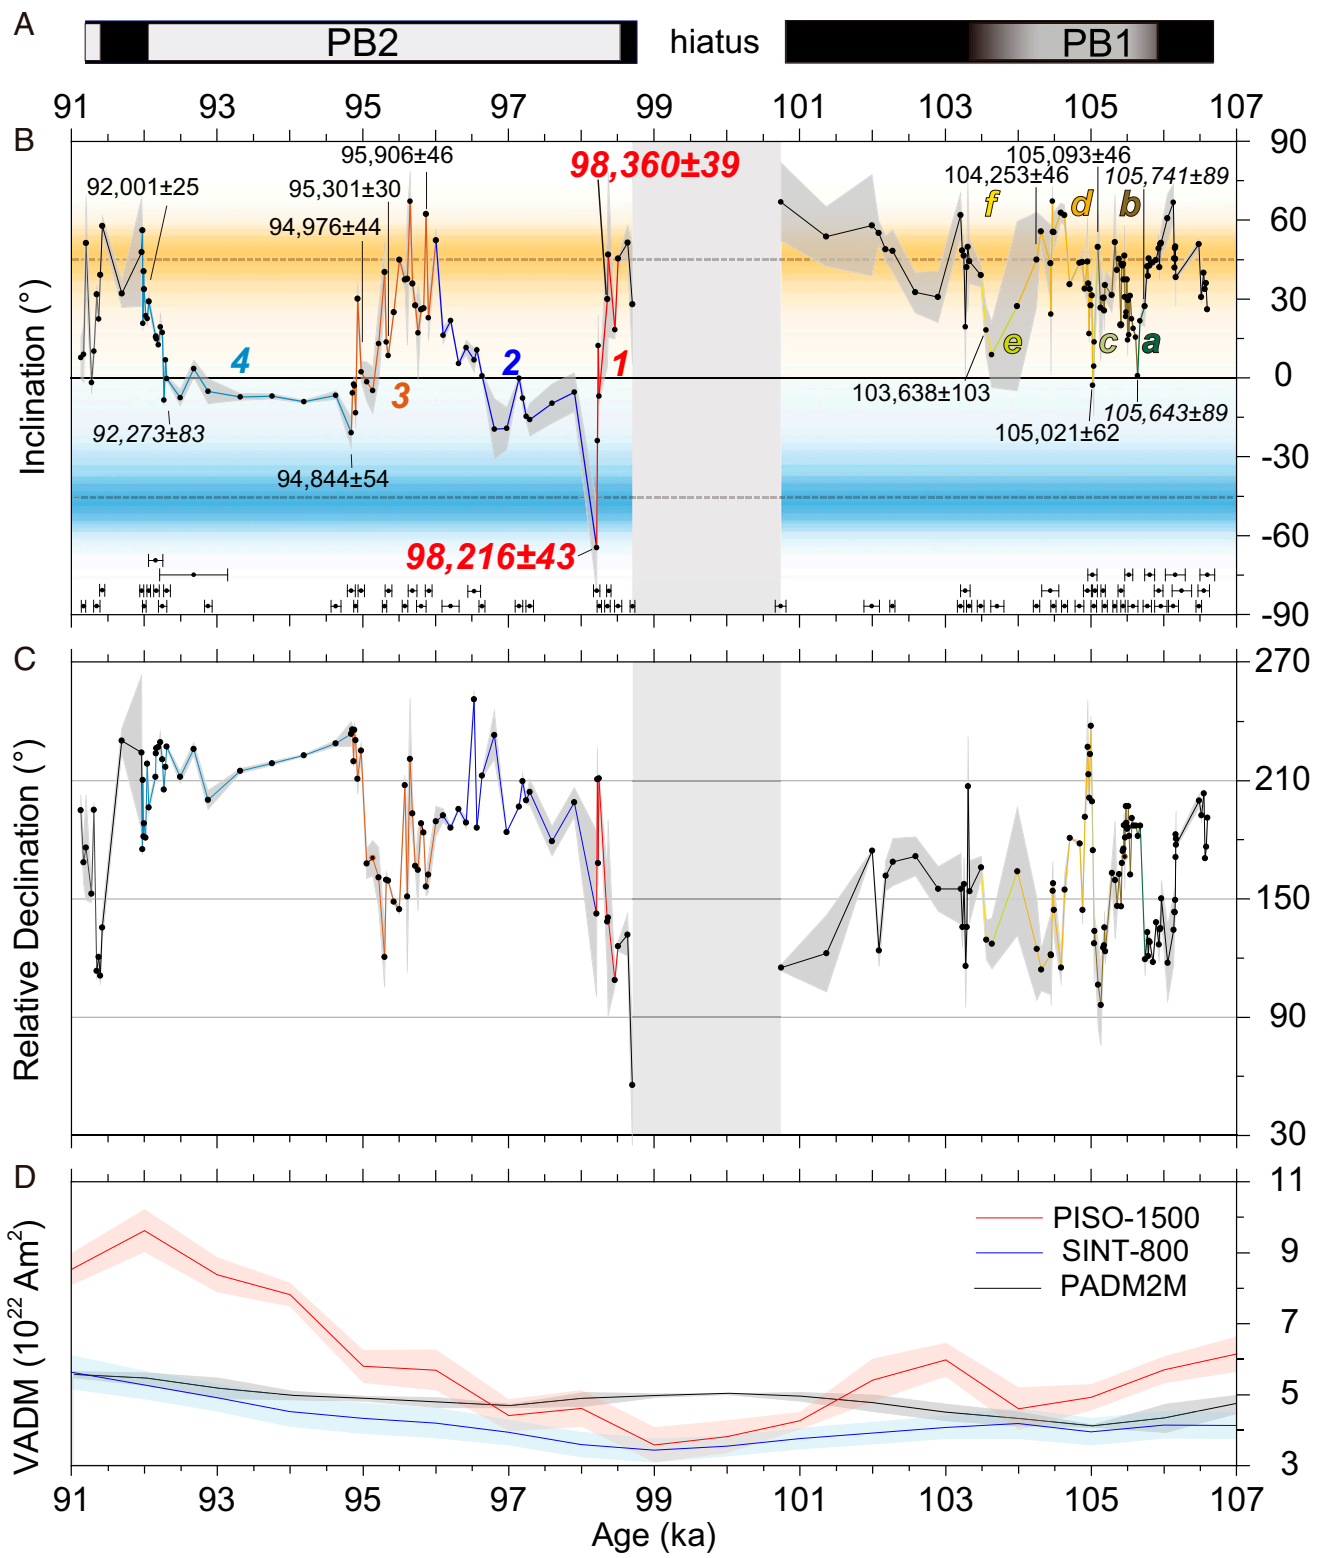 A
PB2
hiatus
PB1
91 93 95 97 99 101 103 105 107
B
95,906±46
98,360±39
105,093±46
92,001±25
95,301±30
104,253±46
105,741±89
94,976±44
f
d
b
4
3
2
1
e
c
a
92,273±83
94,844±54
98,216±43
103,638±103
105,021±62
105,643±89
Inclination (°)
90
60
30
0
-30
-60
-90
C
Relative Declination (°)
270
210
150
90
30
D
VADM (10²² Am²)
PISO-1500
SINT-800
PADM2M
11
9
7
5
3
91 93 95 97 99 101 103 105 107
Age (ka)